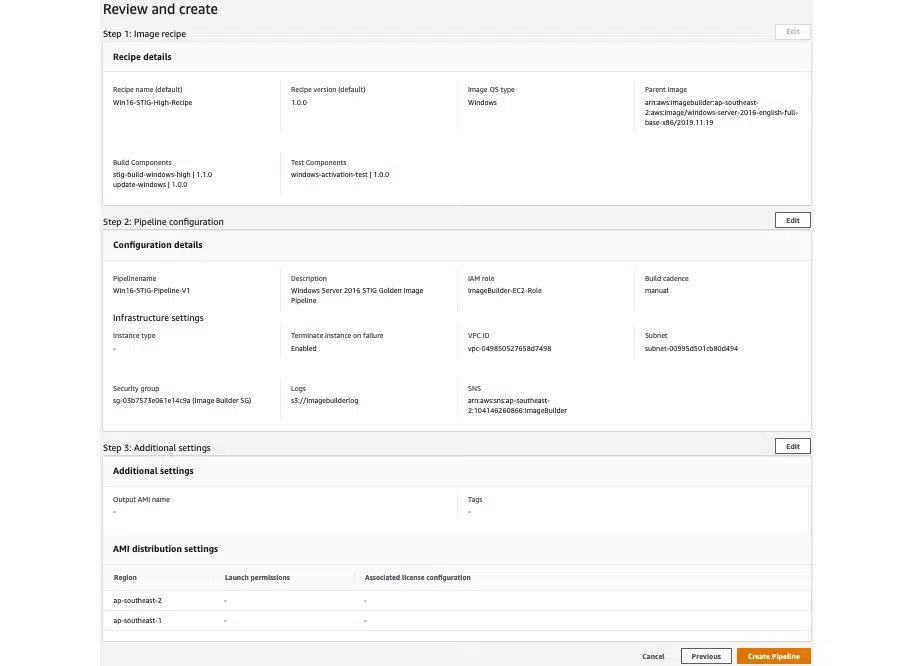 Review and create
Step 1: Image recipe
Edit
Recipe details
Recipe name (default)
Win16-STIG-High-Recipe
Recipe version (default)
1.0.0
Image OS type
Windows
Parent image
arn:aws:imagebuilder:ap-southeast-
2:aws:image/windows-server-2016-english-full-
base-x86/2019.11.19
Build Components
stig-build-windows-high | 1.1.0
update-windows | 1.0.0
Test Components
windows-activation-test | 1.0.0
Step 2: Pipeline configuration
Edit
Configuration details
Pipelinename
Win16-STIG-Pipeline-V1
Description
Windows Server 2016 STIG Golden Image
Pipeline
IAM role
ImageBuilder-EC2-Role
Build cadence
manual
Infrastructure settings
Instance type
-
Terminate instance on failure
Enabled
VPC ID
vpc-049850527658d7498
Subnet
subnet-00995d501cb80d494
Security group
sg-03b7573e061e14c9a (Image Builder SG)
Logs
s3://imagebuilderlog
SNS
arn:aws:sns:ap-southeast-
2:104146260866:ImageBuilder
Step 3: Additional settings
Edit
Additional settings
Output AMI name
-
Tags
-
AMI distribution settings
Region Launch permissions Associated license configuration
ap-southeast-2 - -
ap-southeast-1 - -
Cancel Previous Create Pipeline